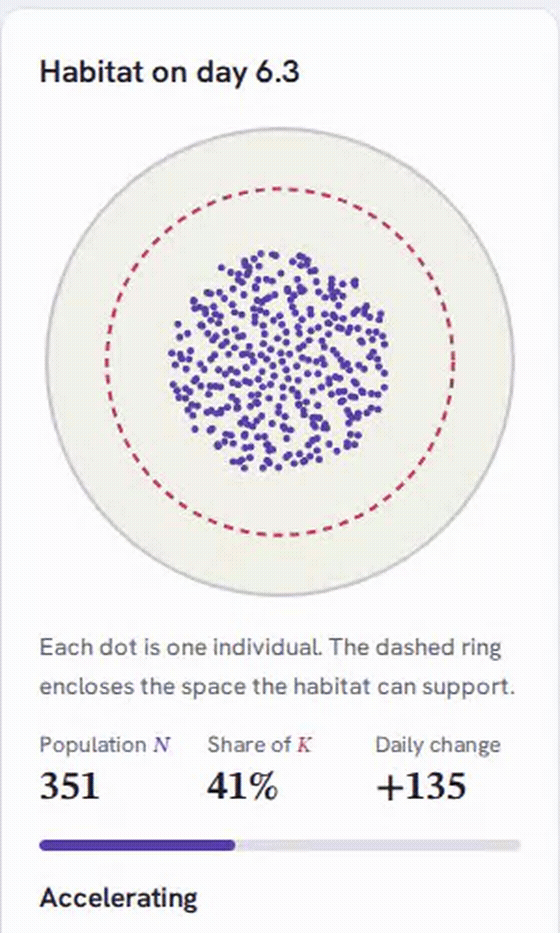 Habitat on day 6.3
Each dot is one individual. The dashed ring
encloses the space the habitat can support.
Population N
Share of K
Daily change
351
41%
+135
Accelerating